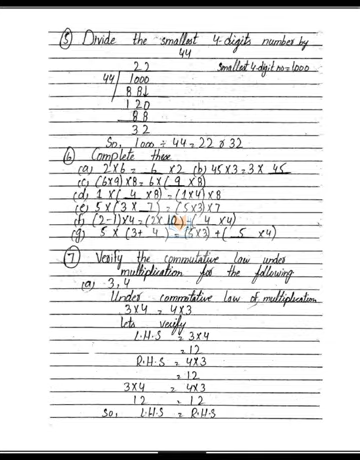 (5) Divide the smallest 4-digits number by
44
22 Smallest 4-digit no = 1000
44 1000
88↓
120
88
32
So, 1000 ÷ 44 = 22 r 32
(6) Complete these
(a) 2×6 = 6 ×2 (b) 45×3 = 3× 45
(c) (6×9)×8 = 6×( 9 ×8)
(d) 1×( 4 ×8) = (1×4)×8
(e) 5×(3× 7 ) = (5×3)×7
(f) (2-1)×4 = (2× )-( 4 ×4)
(g) 5 × (3+ 4 ) = (5×3)+( 5 ×4)
(7) Verify the commutative law under
multiplication for the following
(a) 3,4
Under commutative law of multiplication
3×4 = 4×3
Lets verify
L.H.S = 3×4
= 12
R.H.S = 4×3
= 12
3×4 = 4×3
12 = 12
So, L.H.S = R.H.S